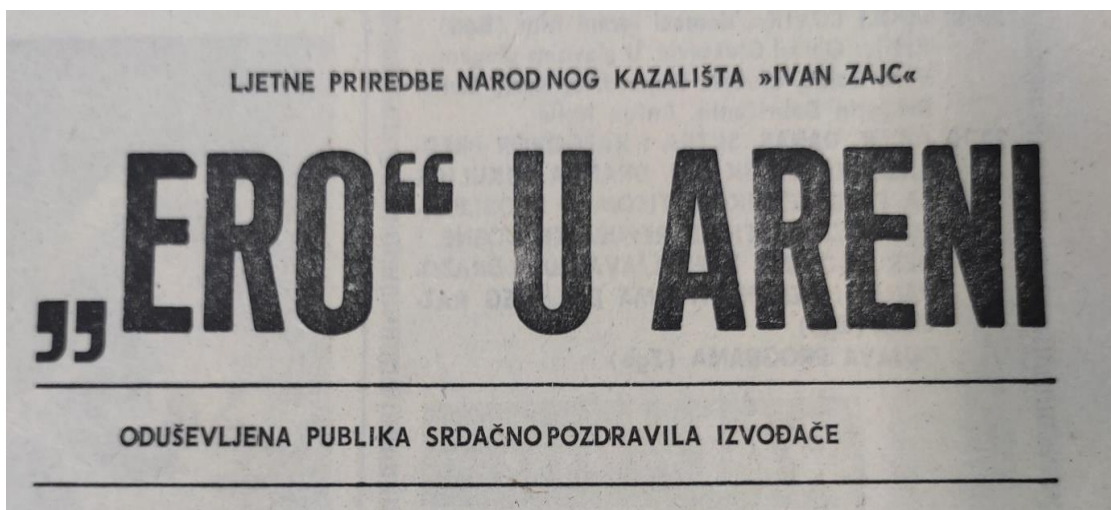 LJETNE PRIREDBE NARODNOG KAZALIŠTA »IVAN ZAJC«
„ERO“ U ARENI
ODUŠEVLJENA PUBLIKA SRDAČNO POZDRAVILA IZVOĐAČE